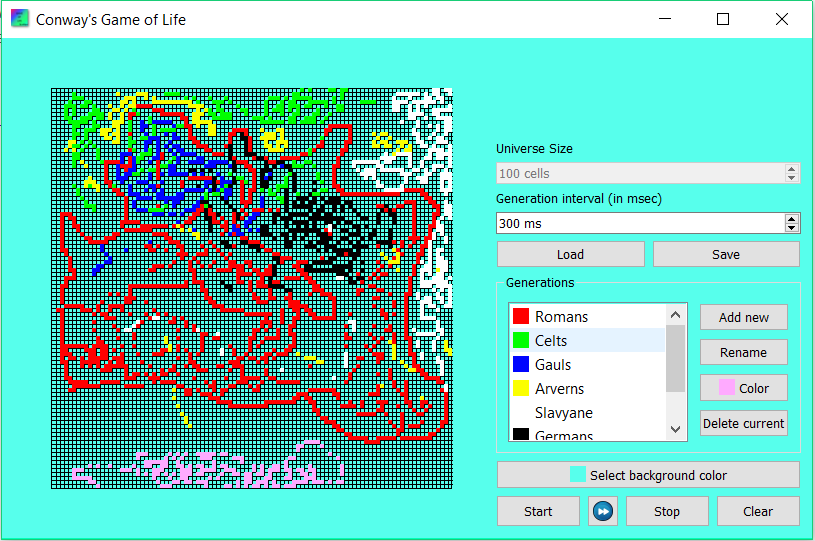 Conway's Game of Life
Universe Size
100 cells
Generation interval (in msec)
300 ms
Load
Save
Generations
Romans
Celts
Gauls
Arverns
Slavyane
Germans
Add new
Rename
Color
Delete current
Select background color
Start
Stop
Clear